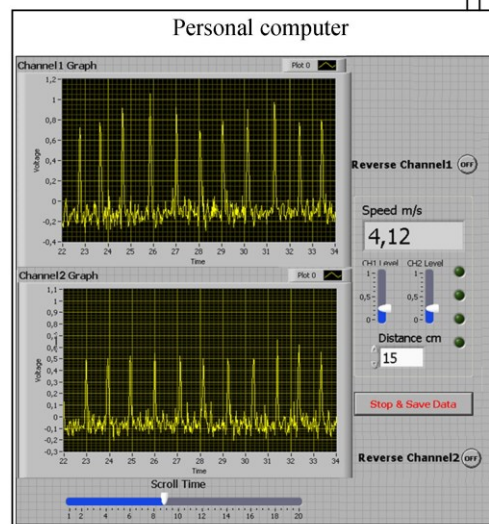 Personal computer
Channel1 Graph
Plot 0
1,2
1
0,8
0,6
0,4
0,2
0
-0,2
-0,4
Voltage
22 23 24 25 26 27 28 29 30 31 32 33 34
Time
Reverse Channel1 OFF
Speed m/s
4,12
CH1 Level CH2 Level
1 1
0,5 0,5
0 0
Distance cm
15
Stop & Save Data
Channel2 Graph
Plot 0
1,1
1
0,9
0,8
0,7
0,6
0,5
0,4
0,3
0,2
0,1
0
-0,1
-0,2
-0,3
Voltage
22 23 24 25 26 27 28 29 30 31 32 33 34
Time
Reverse Channel2 OFF
Scroll Time
1 2 4 6 8 10 12 14 16 18 20